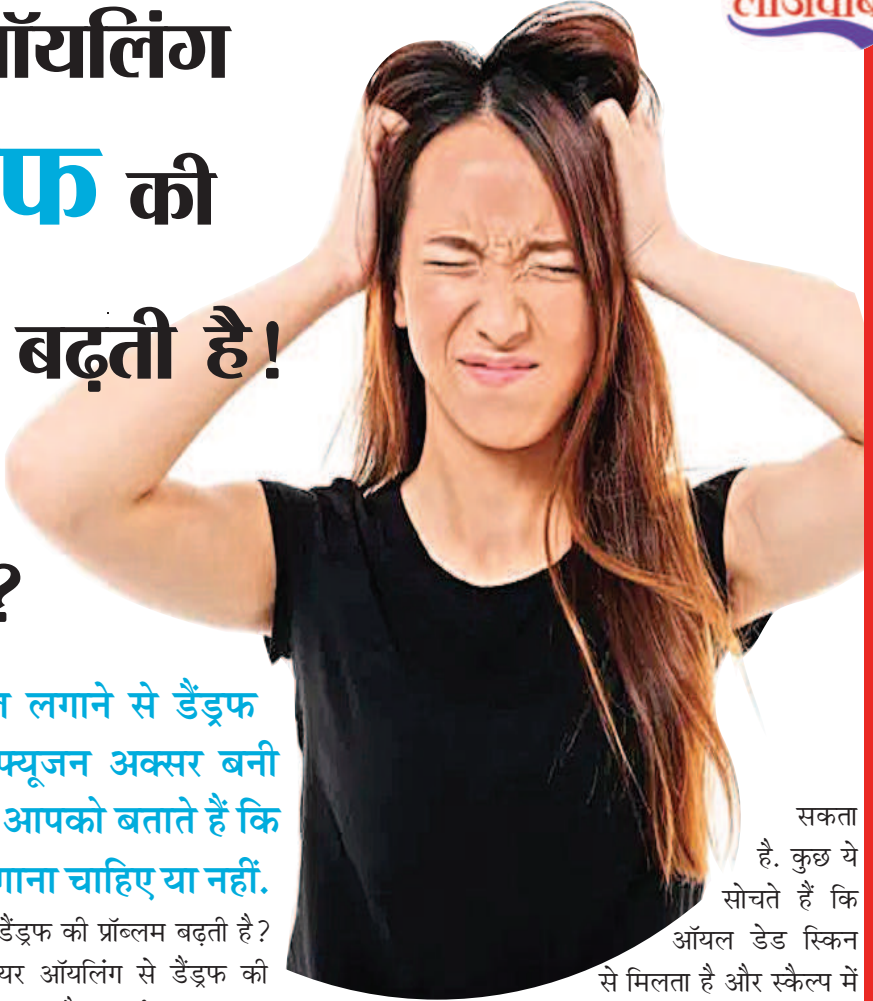 लाजवाब
ऑयलिंग
फ की
बढ़ती है!
?
लगाने से डैंड्रफ
फ्यूजन अक्सर बनी
आपको बताते हैं कि
गाना चाहिए या नहीं.
डैंड्रफ की प्रॉब्लम बढ़ती है?
यर ऑयलिंग से डैंड्रफ की
सकता
है. कुछ ये
सोचते हैं कि
ऑयल डेड स्किन
से मिलता है और स्कैल्प में